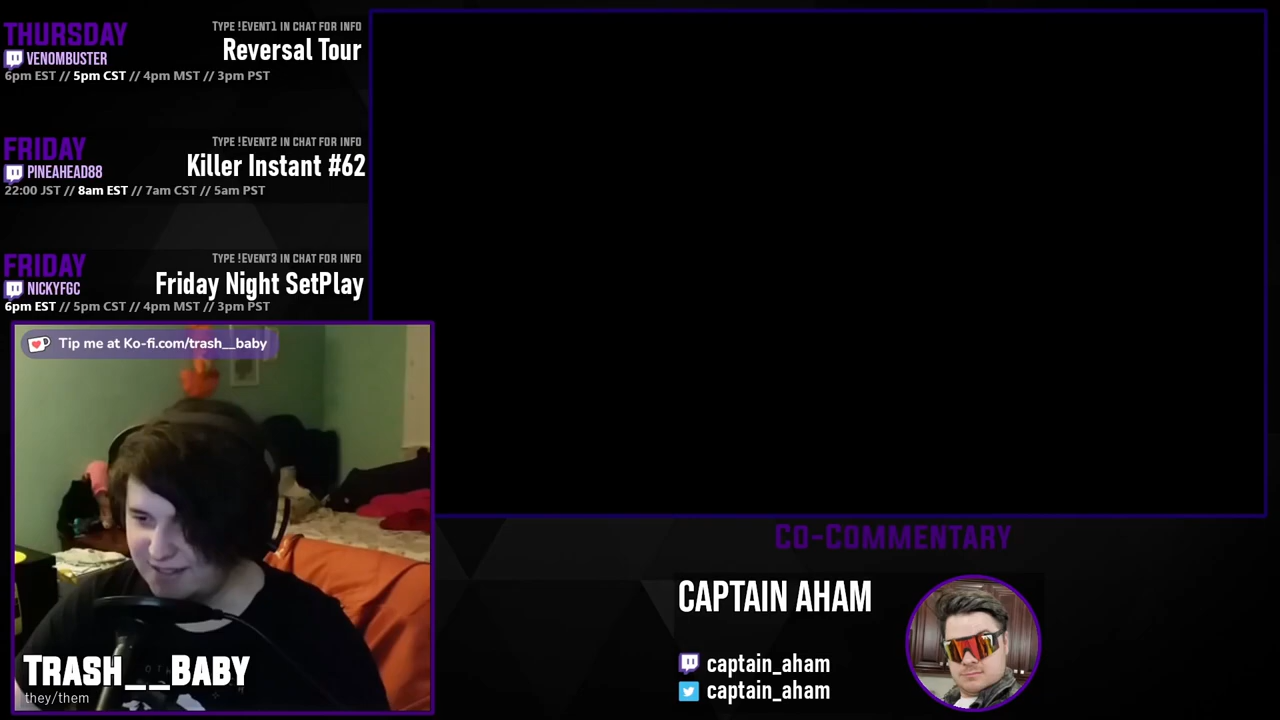 THURSDAY
Type !Event1 in chat for info
VENOMBUSTER
Reversal Tour
6pm EST // 5pm CST // 4pm MST // 3pm PST
FRIDAY
Type !Event2 in chat for info
PINEAHEAD88
Killer Instant #62
22:00 JST // 8am EST // 7am CST // 5am PST
FRIDAY
Type !Event3 in chat for info
NICKYFGC
Friday Night SetPlay
6pm EST // 5pm CST // 4pm MST // 3pm PST
Tip me at Ko-fi.com/trash__baby
Trash__Baby
they/them
Co-Commentary
CAPTAIN AHAM
captain_aham
captain_aham